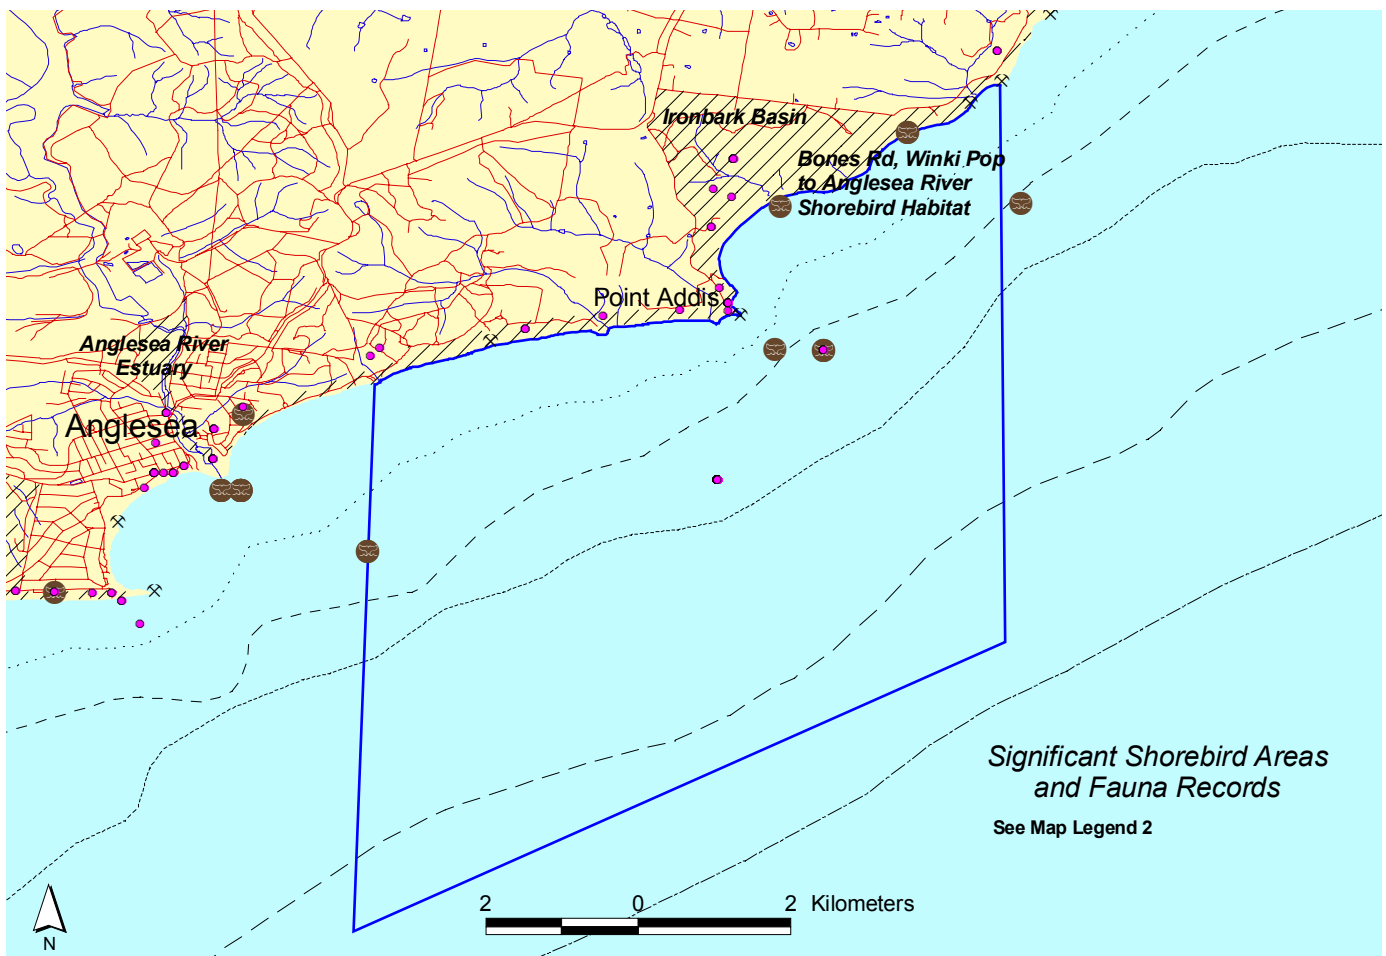 Ironbark Basin
Bones Rd, Winki Pop
to Anglesea River
Shorebird Habitat
Point Addis
Anglesea River
Estuary
Anglesea
Significant Shorebird Areas
and Fauna Records
See Map Legend 2
2 0 2 Kilometers
N